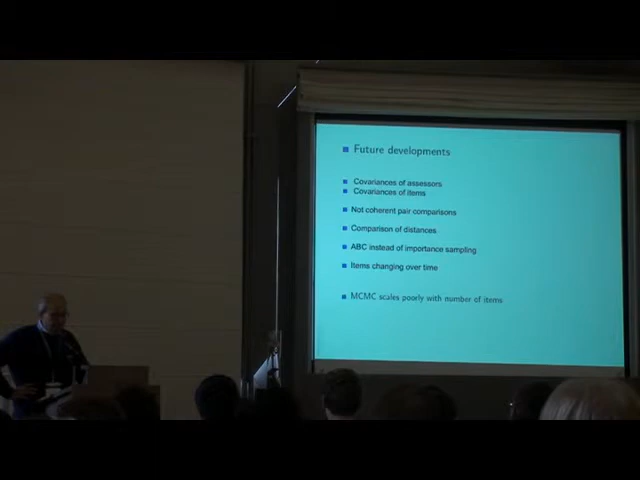 Future developments
Covariances of assessors
Covariances of items
Not coherent pair comparisons
Comparison of distances
ABC instead of importance sampling
Items changing over time
MCMC scales poorly with number of items